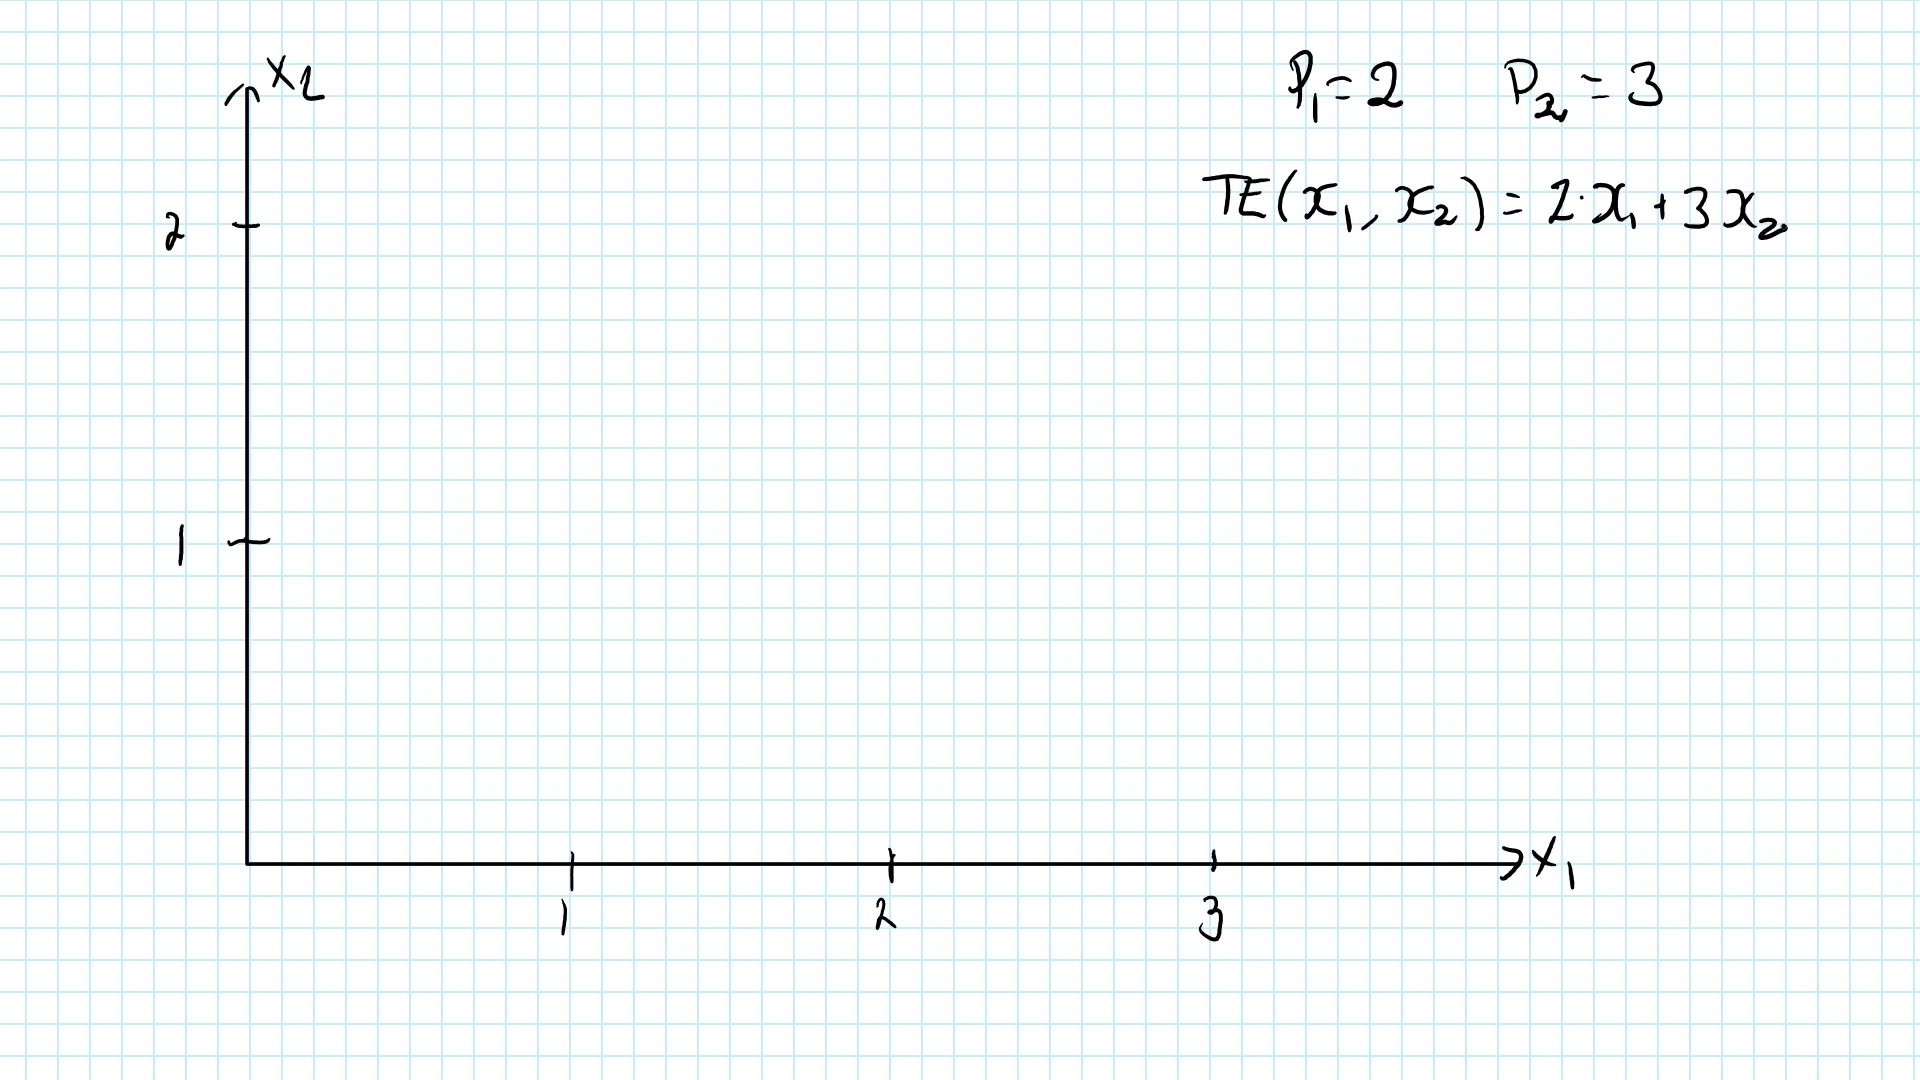 x₂
P₁ = 2 P₂ = 3
TE(x₁, x₂) = 2·x₁ + 3x₂
2
1
x₁
1 2 3